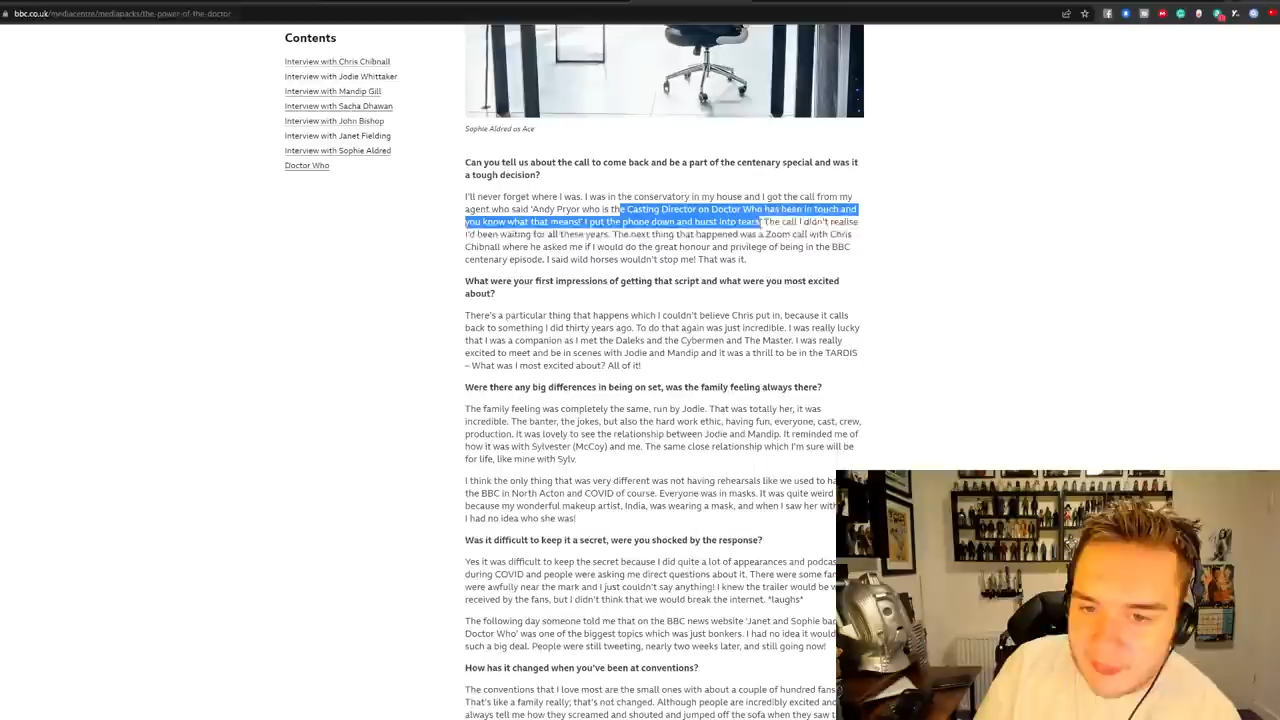 bbc.co.uk/mediacentre/mediapacks/the-power-of-the-doctor
Contents
Interview with Chris Chibnall
Interview with Jodie Whittaker
Interview with Mandip Gill
Interview with Sacha Dhawan
Interview with John Bishop
Interview with Janet Fielding
Interview with Sophie Aldred
Doctor Who
Sophie Aldred as Ace
Can you tell us about the call to come back and be a part of the centenary special and was it
a tough decision?
I'll never forget where I was. I was in the conservatory in my house and I got the call from my
agent who said 'Andy Pryor who is the Casting Director on Doctor Who has been in touch and
you know what that means!' I put the phone down and burst into tears! The call I didn't realise
I'd been waiting for all these years. The next thing that happened was a Zoom call with Chris
Chibnall where he asked me if I would do the great honour and privilege of being in the BBC
centenary episode. I said wild horses wouldn't stop me! That was it.
What were your first impressions of getting that script and what were you most excited
about?
There's a particular thing that happens which I couldn't believe Chris put in, because it calls
back to something I did thirty years ago. To do that again was just incredible. I was really lucky
that I was a companion as I met the Daleks and the Cybermen and The Master. I was really
excited to meet and be in scenes with Jodie and Mandip and it was a thrill to be in the TARDIS
– What was I most excited about? All of it!
Were there any big differences in being on set, was the family feeling always there?
The family feeling was completely the same, run by Jodie. That was totally her, it was
incredible. The banter, the jokes, but also the hard work ethic, having fun, everyone, cast, crew,
production. It was lovely to see the relationship between Jodie and Mandip. It reminded me of
how it was with Sylvester (McCoy) and me. The same close relationship which I'm sure will be
for life, like mine with Sylv.
I think the only thing that was very different was not having rehearsals like we used to ha
the BBC in North Acton and COVID of course. Everyone was in masks. It was quite weird
because my wonderful makeup artist, India, was wearing a mask, and when I saw her with
I had no idea who she was!
Was it difficult to keep it a secret, were you shocked by the response?
Yes it was difficult to keep the secret because I did quite a lot of appearances and podcas
during COVID and people were asking me direct questions about it. There were some fan
were awfully near the mark and I just couldn't say anything! I knew the trailer would be w
received by the fans, but I didn't think that we would break the internet. *laughs*
The following day someone told me that on the BBC news website 'Janet and Sophie ba
Doctor Who' was one of the biggest topics which was just bonkers. I had no idea it would
such a big deal. People were still tweeting, nearly two weeks later, and still going now!
How has it changed when you've been at conventions?
The conventions that I love most are the small ones with about a couple of hundred fans
That's like a family really; that's not changed. Although people are incredibly excited and
always tell me how they screamed and shouted and jumped off the sofa when they saw t